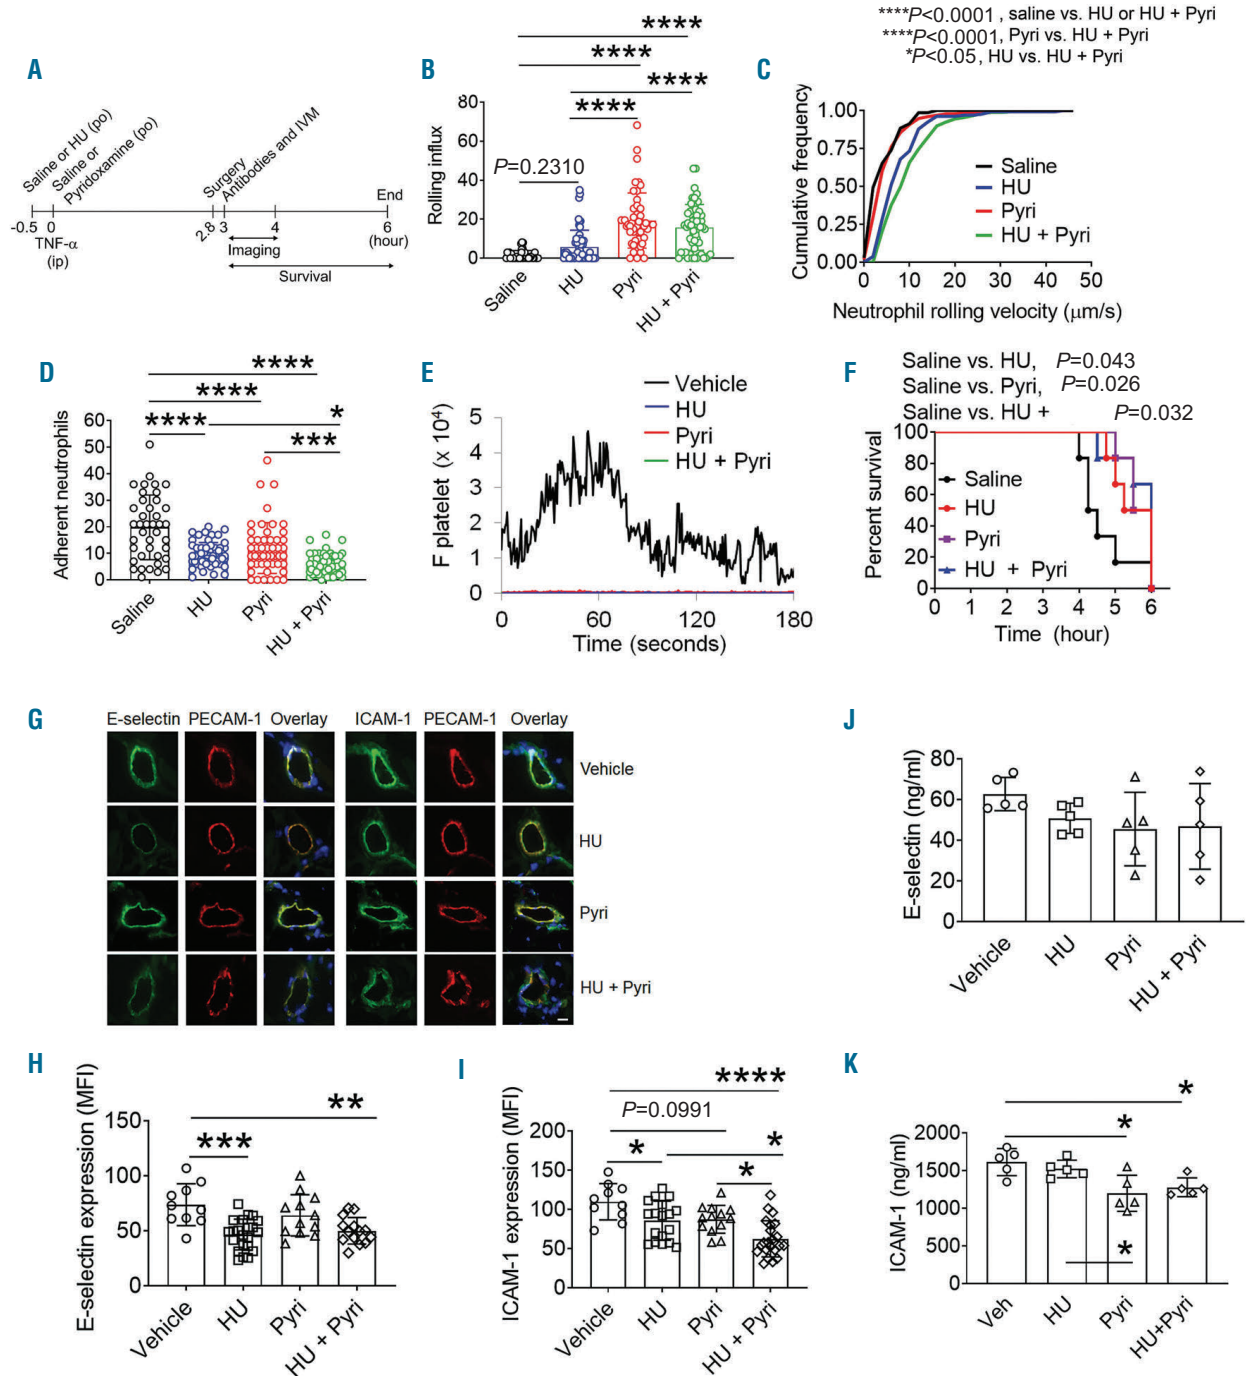 A
Saline or HU (po)
Saline or
Pyridoxamine (po)
Surgery
Antibodies and IVM
End
-0.5 0 2.8 3 4 6
TNF-α
(ip)
(hour)
Imaging
Survival
B
****
****
****
****
P=0.2310
Rolling influx
80
60
40
20
0
Saline
HU
Pyri
HU + Pyri
****P<0.0001, saline vs. HU or HU + Pyri
****P<0.0001, Pyri vs. HU + Pyri
*P<0.05, HU vs. HU + Pyri
C
Cumulative frequency
1.00
0.75
0.50
0.25
0.00
Saline
HU
Pyri
HU + Pyri
0 10 20 30 40 50
Neutrophil rolling velocity (μm/s)
D
****
****
*
****
***
Adherent neutrophils
60
50
40
30
20
10
0
Saline
HU
Pyri
HU + Pyri
E
Vehicle
HU
Pyri
HU + Pyri
F platelet (x 10⁴)
5
4
3
2
1
0
0 60 120 180
Time (seconds)
F
Saline vs. HU, P=0.043
Saline vs. Pyri, P=0.026
Saline vs. HU + P=0.032
Percent survival
100
80
60
40
20
0
Saline
HU
Pyri
HU + Pyri
0 1 2 3 4 5 6
Time (hour)
G
E-selectin PECAM-1 Overlay ICAM-1 PECAM-1 Overlay
Vehicle
HU
Pyri
HU + Pyri
J
E-selectin (ng/ml)
80
60
40
20
0
Vehicle
HU
Pyri
HU + Pyri
H
**
***
E-selectin expression (MFI)
150
100
50
0
Vehicle
HU
Pyri
HU + Pyri
I
****
P=0.0991
*
*
*
ICAM-1 expression (MFI)
200
150
100
50
0
Vehicle
HU
Pyri
HU + Pyri
K
*
*
*
ICAM-1 (ng/ml)
2000
1500
1000
500
0
Veh
HU
Pyri
HU+Pyri